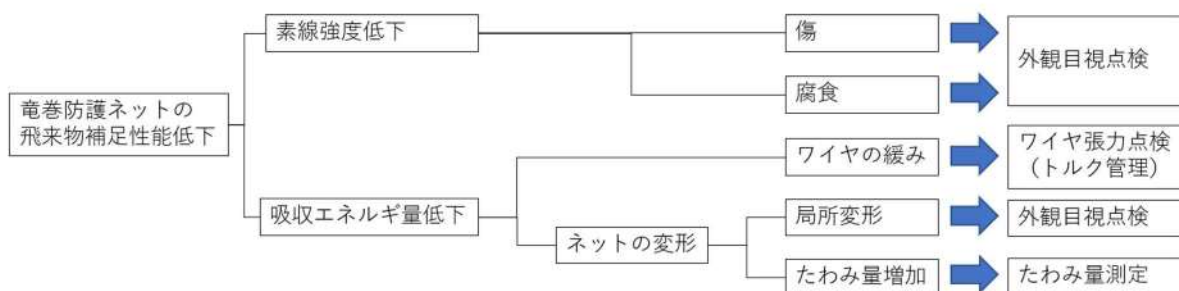 竜巻防護ネットの
飛来物補足性能低下
素線強度低下
傷
腐食
外観目視点検
吸収エネルギ量低下
ワイヤの緩み
ワイヤ張力点検
（トルク管理）
ネットの変形
局所変形
外観目視点検
たわみ量増加
たわみ量測定